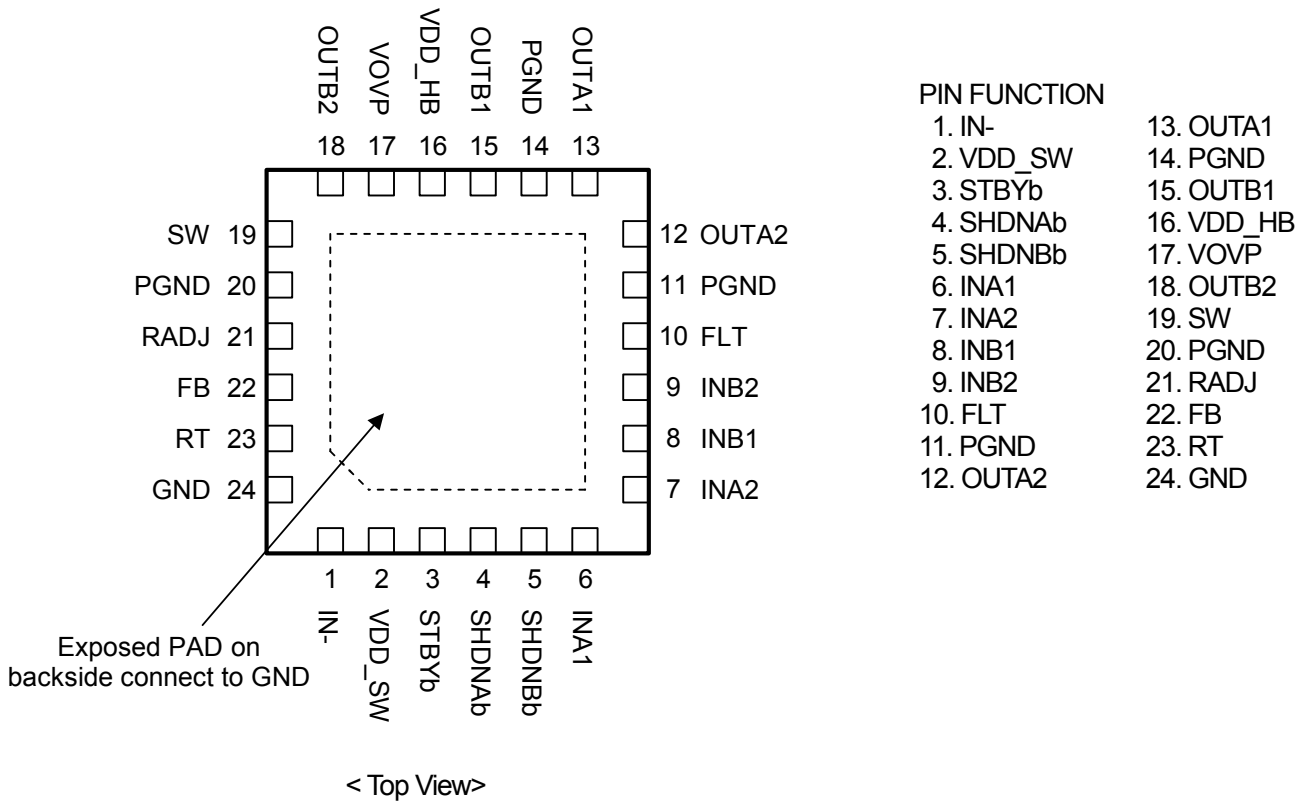 OUTB2
VOVP
VDD_HB
OUTB1
PGND
OUTA1
18 17 16 15 14 13
SW 19
PGND 20
RADJ 21
FB 22
RT 23
GND 24
12 OUTA2
11 PGND
10 FLT
9 INB2
8 INB1
7 INA2
1 2 3 4 5 6
IN-
VDD_SW
STBYb
SHDNAb
SHDNBb
INA1
Exposed PAD on
backside connect to GND
< Top View>
PIN FUNCTION
1. IN-
2. VDD_SW
3. STBYb
4. SHDNAb
5. SHDNBb
6. INA1
7. INA2
8. INB1
9. INB2
10. FLT
11. PGND
12. OUTA2
13. OUTA1
14. PGND
15. OUTB1
16. VDD_HB
17. VOVP
18. OUTB2
19. SW
20. PGND
21. RADJ
22. FB
23. RT
24. GND